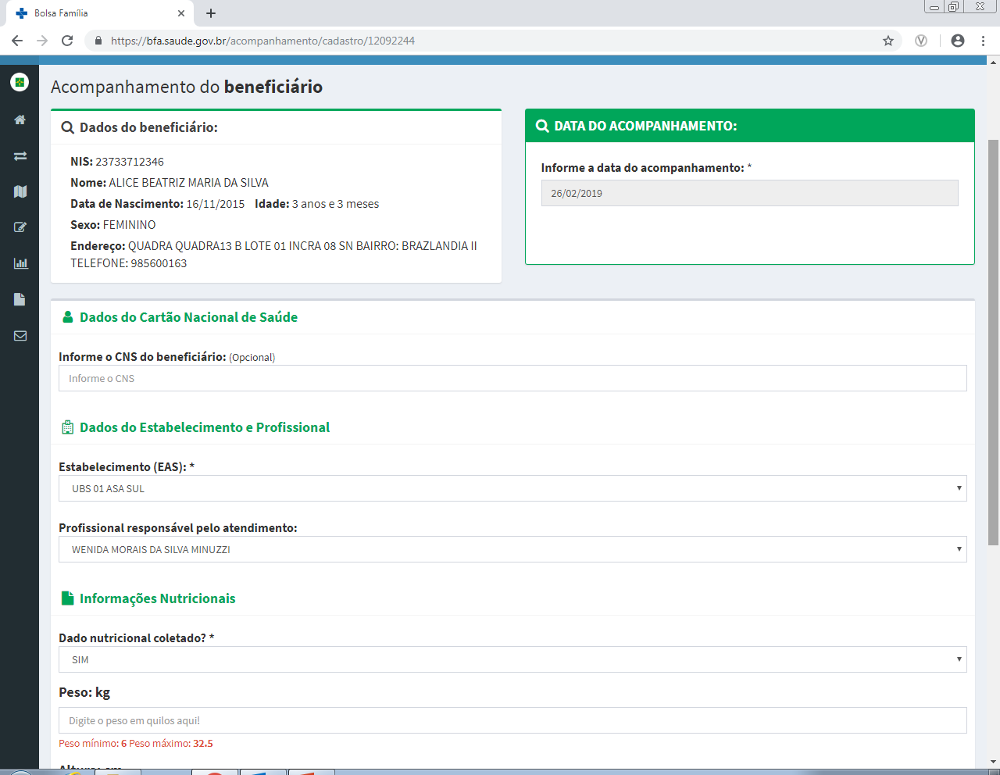 Bolsa Família
https://bfa.saude.gov.br/acompanhamento/cadastro/12092244
Acompanhamento do beneficiário
Dados do beneficiário:
NIS: 23733712346
Nome: ALICE BEATRIZ MARIA DA SILVA
Data de Nascimento: 16/11/2015 Idade: 3 anos e 3 meses
Sexo: FEMININO
Endereço: QUADRA QUADRA13 B LOTE 01 INCRA 08 SN BAIRRO: BRAZLANDIA II
TELEFONE: 985600163
DATA DO ACOMPANHAMENTO:
Informe a data do acompanhamento: *
26/02/2019
Dados do Cartão Nacional de Saúde
Informe o CNS do beneficiário: (Opcional)
Informe o CNS
Dados do Estabelecimento e Profissional
Estabelecimento (EAS): *
UBS 01 ASA SUL
Profissional responsável pelo atendimento:
WENIDA MORAIS DA SILVA MINUZZI
Informações Nutricionais
Dado nutricional coletado? *
SIM
Peso: kg
Digite o peso em quilos aqui!
Peso mínimo: 6 Peso máximo: 32.5
Altura: cm